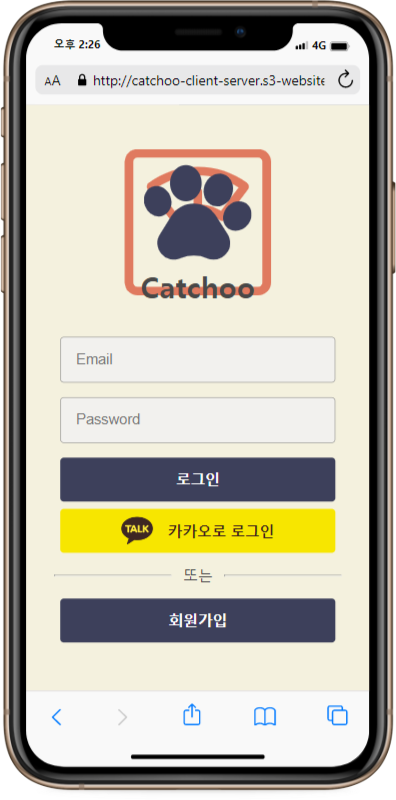 오후 2:26
4G
AA
http://catchoo-client-server.s3-website
Catchoo
Email
Password
로그인
TALK
카카오로 로그인
또는
회원가입